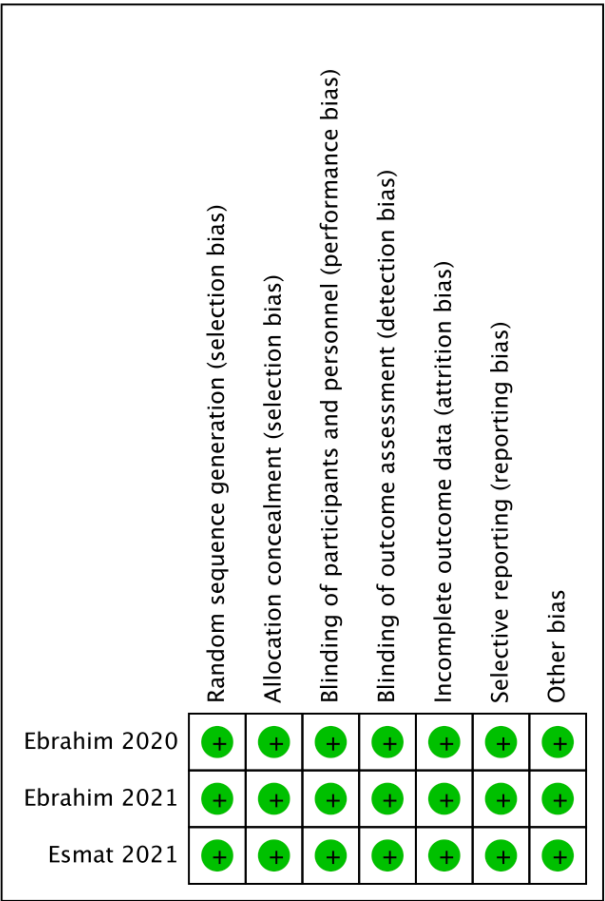 Random sequence generation (selection bias)
Allocation concealment (selection bias)
Blinding of participants and personnel (performance bias)
Blinding of outcome assessment (detection bias)
Incomplete outcome data (attrition bias)
Selective reporting (reporting bias)
Other bias
Ebrahim 2020 + + + + + + +
Ebrahim 2021 + + + + + + +
Esmat 2021 + + + + + + +